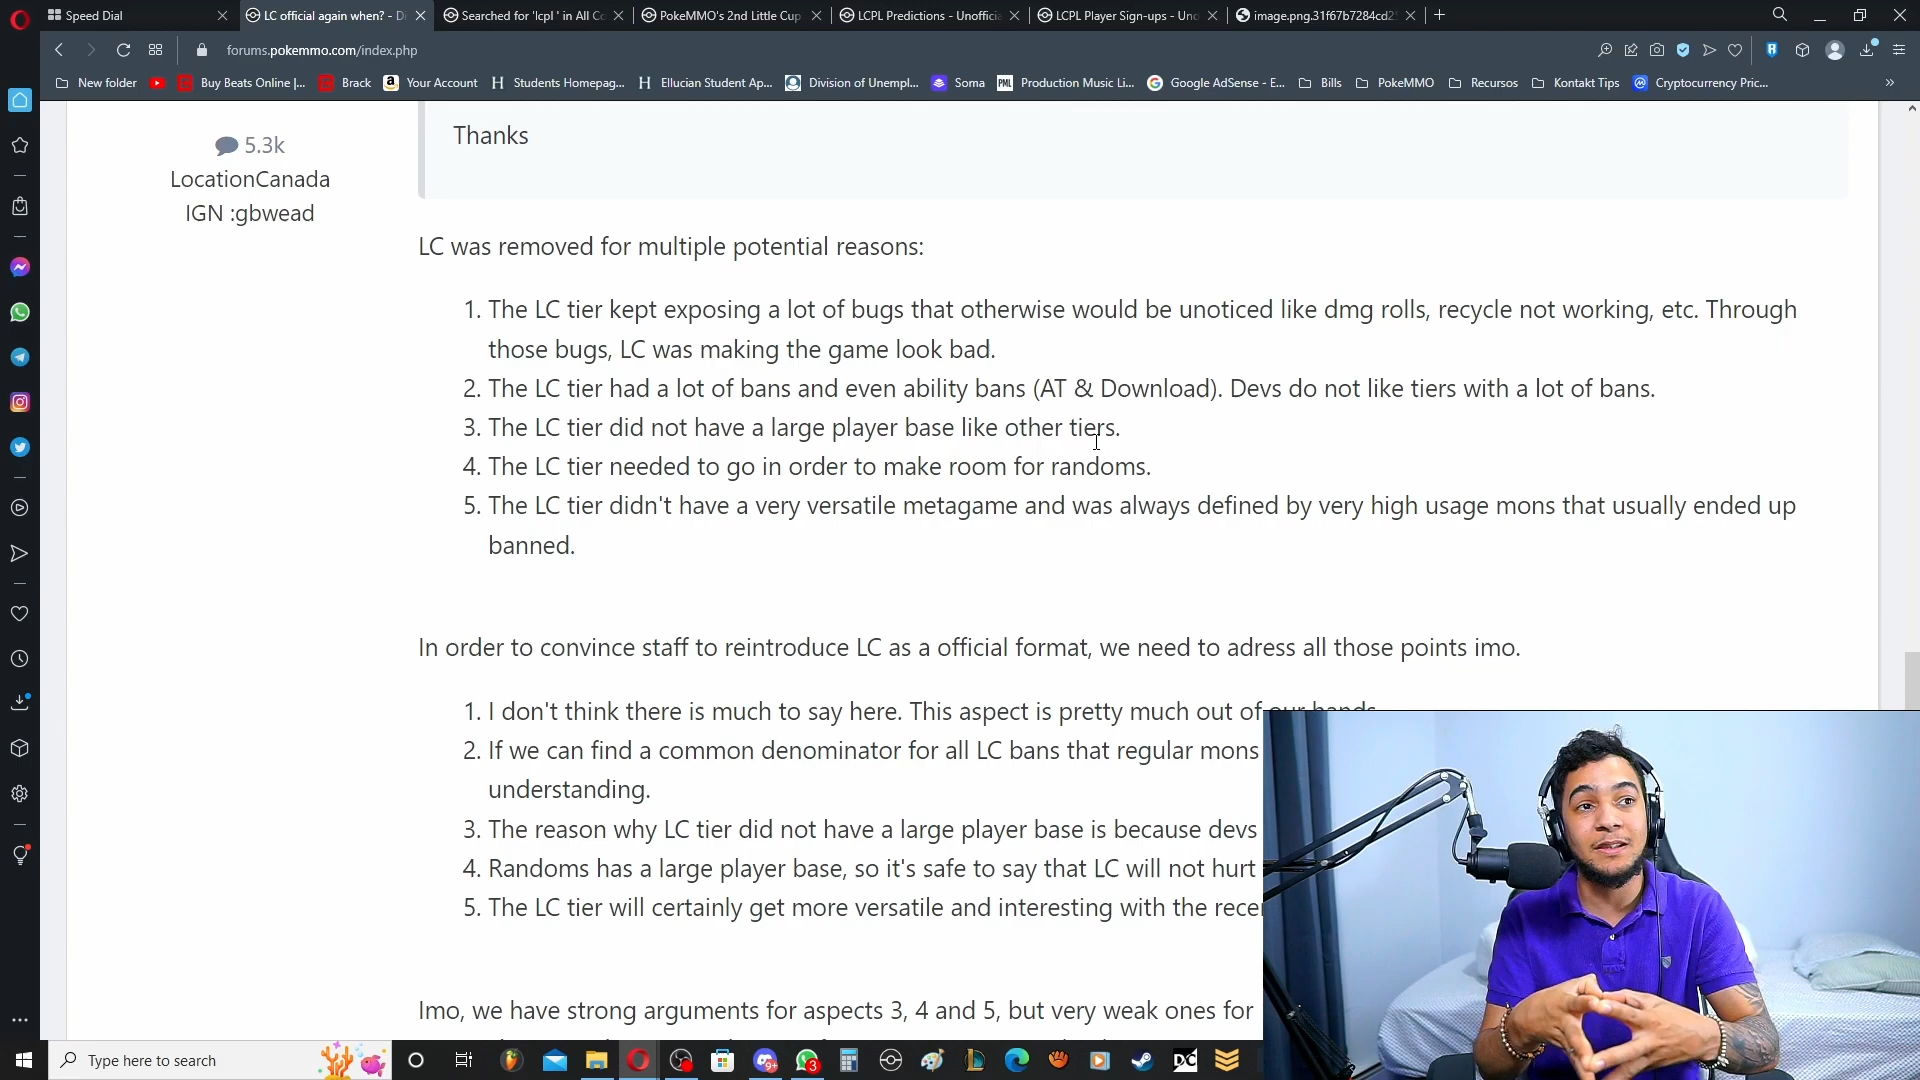 Speed Dial
LC official again when? - Di
Searched for 'lcpl ' in All Co
PokeMMO's 2nd Little Cup
LCPL Predictions - Unofficia
LCPL Player Sign-ups - Uno
image.png.31f67b7284cd2
forums.pokemmo.com/index.php
New folder
Buy Beats Online |...
Brack
Your Account
Students Homepag...
Ellucian Student Ap...
Division of Unempl...
Soma
Production Music Li...
Google AdSense - E...
Bills
PokeMMO
Recursos
Kontakt Tips
Cryptocurrency Pric...
Thanks
5.3k
LocationCanada
IGN :gbwead
LC was removed for multiple potential reasons:
1. The LC tier kept exposing a lot of bugs that otherwise would be unoticed like dmg rolls, recycle not working, etc. Through
those bugs, LC was making the game look bad.
2. The LC tier had a lot of bans and even ability bans (AT & Download). Devs do not like tiers with a lot of bans.
3. The LC tier did not have a large player base like other tiers.
4. The LC tier needed to go in order to make room for randoms.
5. The LC tier didn't have a very versatile metagame and was always defined by very high usage mons that usually ended up
banned.
In order to convince staff to reintroduce LC as a official format, we need to adress all those points imo.
1. I don't think there is much to say here. This aspect is pretty much out of our hands.
2. If we can find a common denominator for all LC bans that regular mons
understanding.
3. The reason why LC tier did not have a large player base is because devs
4. Randoms has a large player base, so it's safe to say that LC will not hurt
5. The LC tier will certainly get more versatile and interesting with the rece
Imo, we have strong arguments for aspects 3, 4 and 5, but very weak ones for
Type here to search
9+
3
DC